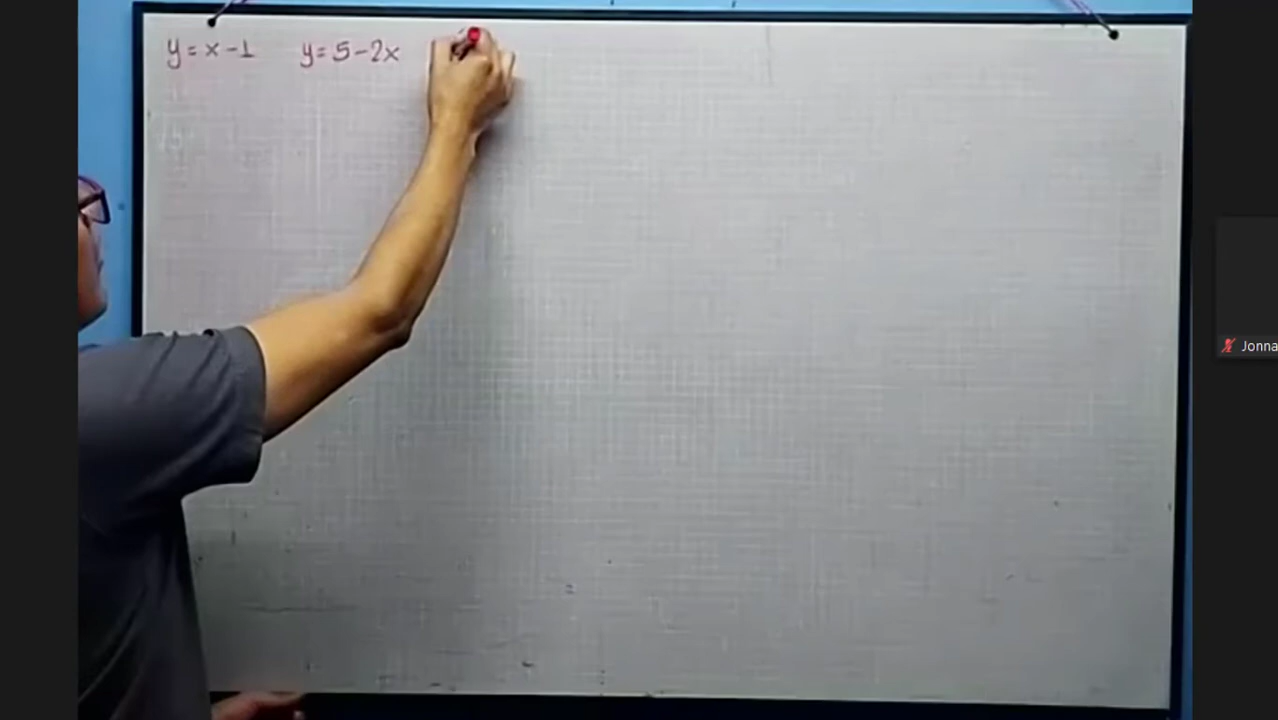 y = x - 1 y = 5 - 2x
Jonna